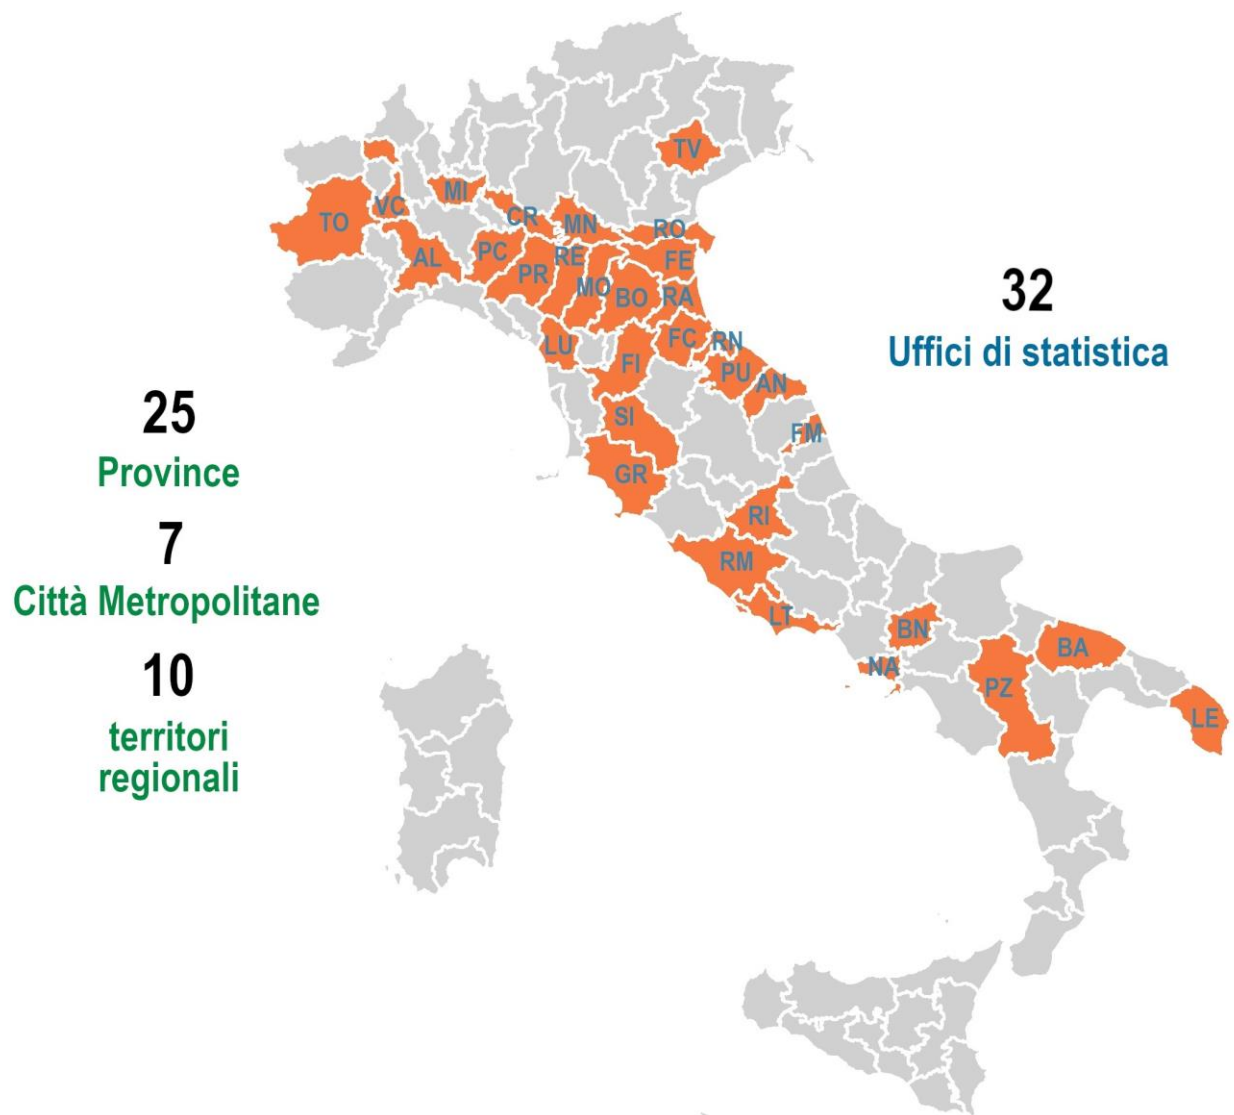 TV
MI
VC
CR
MN
TO
RO
AL
PC
RE
FE
PR
MO
BO
RA
32
Uffici di statistica
LU
FC
RN
FI
PU
AN
25
Province
SI
FM
GR
RI
7
Città Metropolitane
RM
LT
BN
BA
NA
PZ
10
territori
regionali
LE